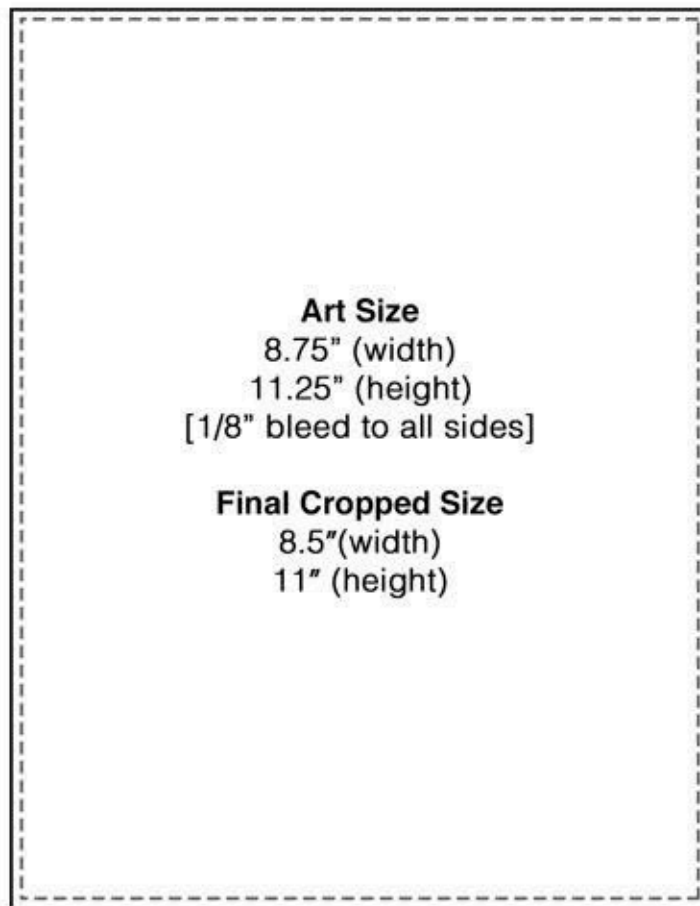 Art Size
8.75” (width)
11.25” (height)
[1/8” bleed to all sides]
Final Cropped Size
8.5″(width)
11″ (height)